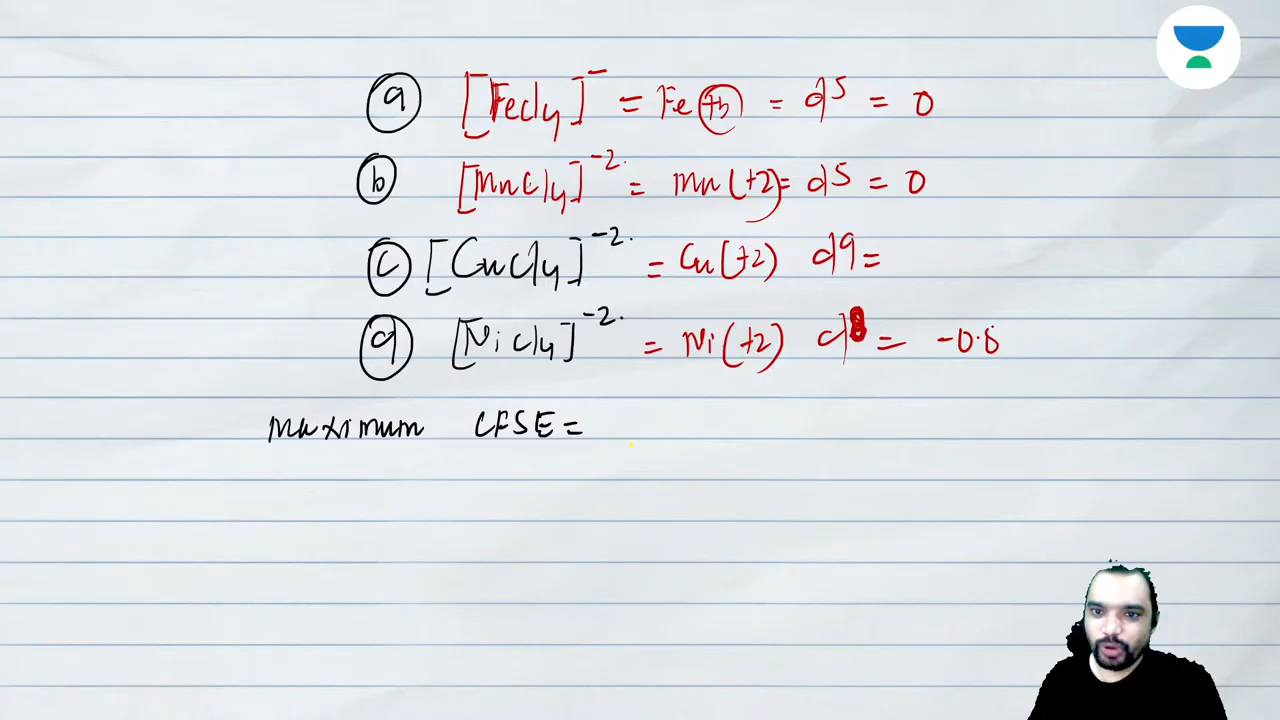 a [FeCl4]⁻ = Fe +3 = d5 = 0
b [MnCl4]⁻². = Mn(+2) = d5 = 0
c [CuCl4]⁻². = Cu(+2) d9 =
d [NiCl4]⁻². = Ni(+2) d8 = -0.8
maximum CFSE =